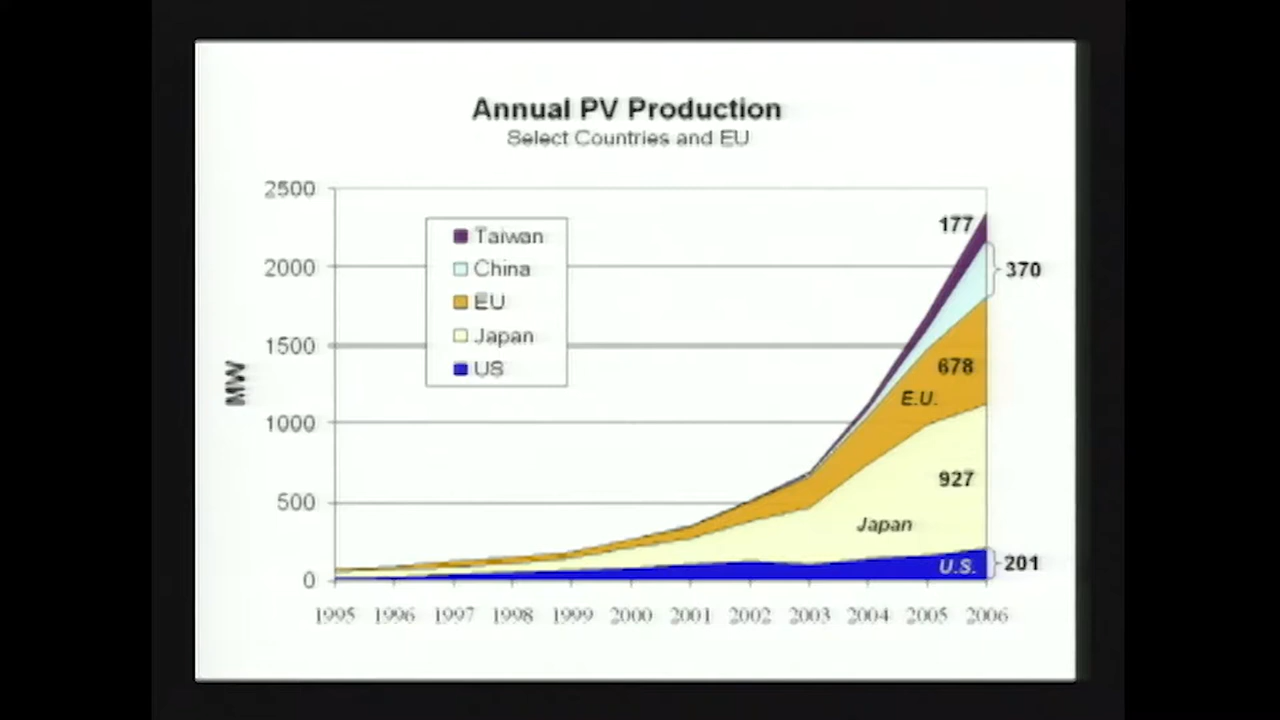 Annual PV Production
Select Countries and EU
MW
2500
2000
1500
1000
500
0
Taiwan
China
EU
Japan
US
177
370
678
E.U.
927
Japan
U.S.
201
1995 1996 1997 1998 1999 2000 2001 2002 2003 2004 2005 2006